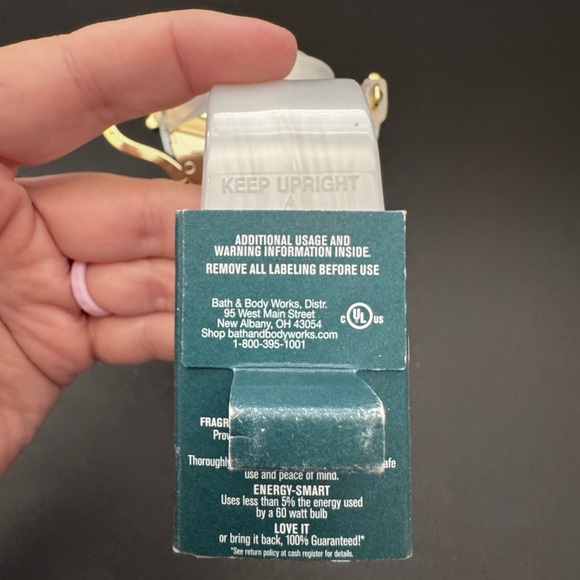 KEEP UPRIGHT
ADDITIONAL USAGE AND
WARNING INFORMATION INSIDE.
REMOVE ALL LABELING BEFORE USE
Bath & Body Works, Distr.
95 West Main Street
New Albany, OH 43054
Shop bathandbodyworks.com
1-800-395-1001
C UL US
Thoroughly
use and peace of mind.
ENERGY-SMART
Uses less than 5% the energy used
by a 60 watt bulb
LOVE IT
or bring it back, 100% Guaranteed!*
*See return policy at cash register for details.